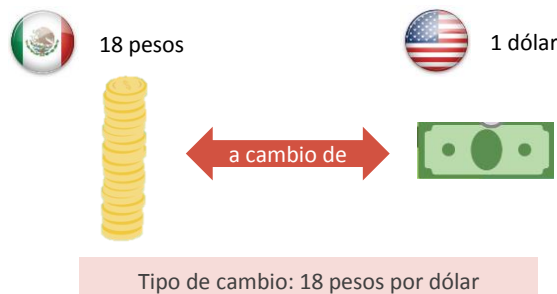 18 pesos
1 dólar
a cambio de
Tipo de cambio: 18 pesos por dólar